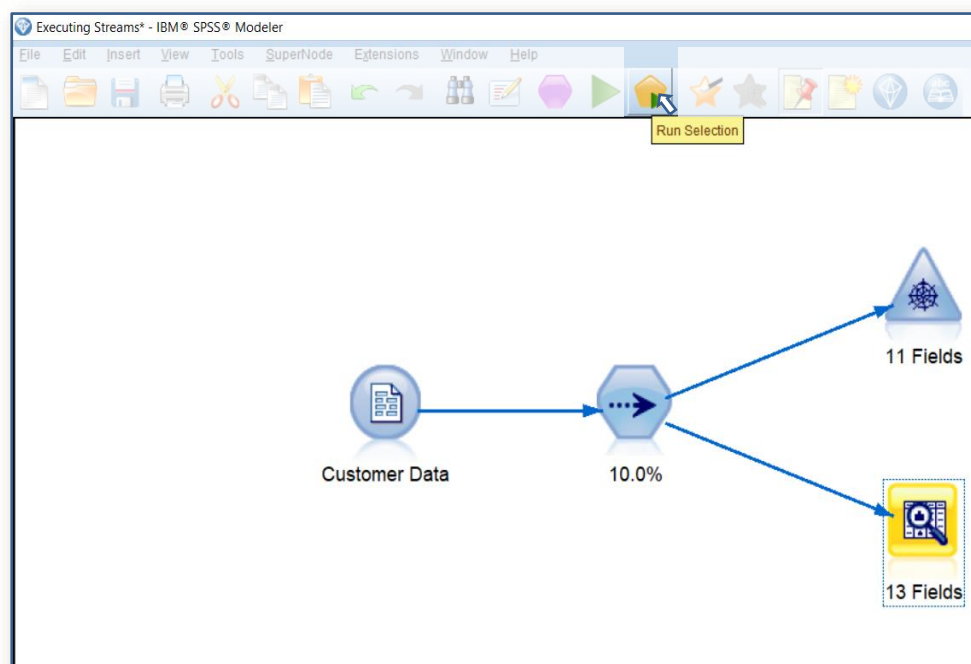 Executing Streams* - IBM® SPSS® Modeler
File Edit Insert View Tools SuperNode Extensions Window Help
Run Selection
11 Fields
Customer Data
10.0%
13 Fields